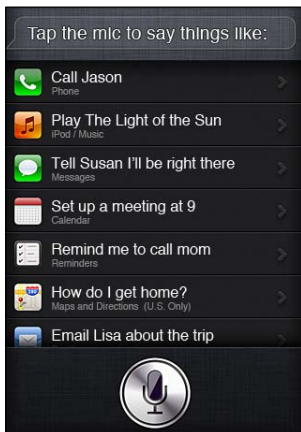 Tap the mic to say things like:
Call Jason
Phone
Play The Light of the Sun
iPod / Music
Tell Susan I'll be right there
Messages
Set up a meeting at 9
Calendar
Remind me to call mom
Reminders
How do I get home?
Maps and Directions (U.S. Only)
Email Lisa about the trip